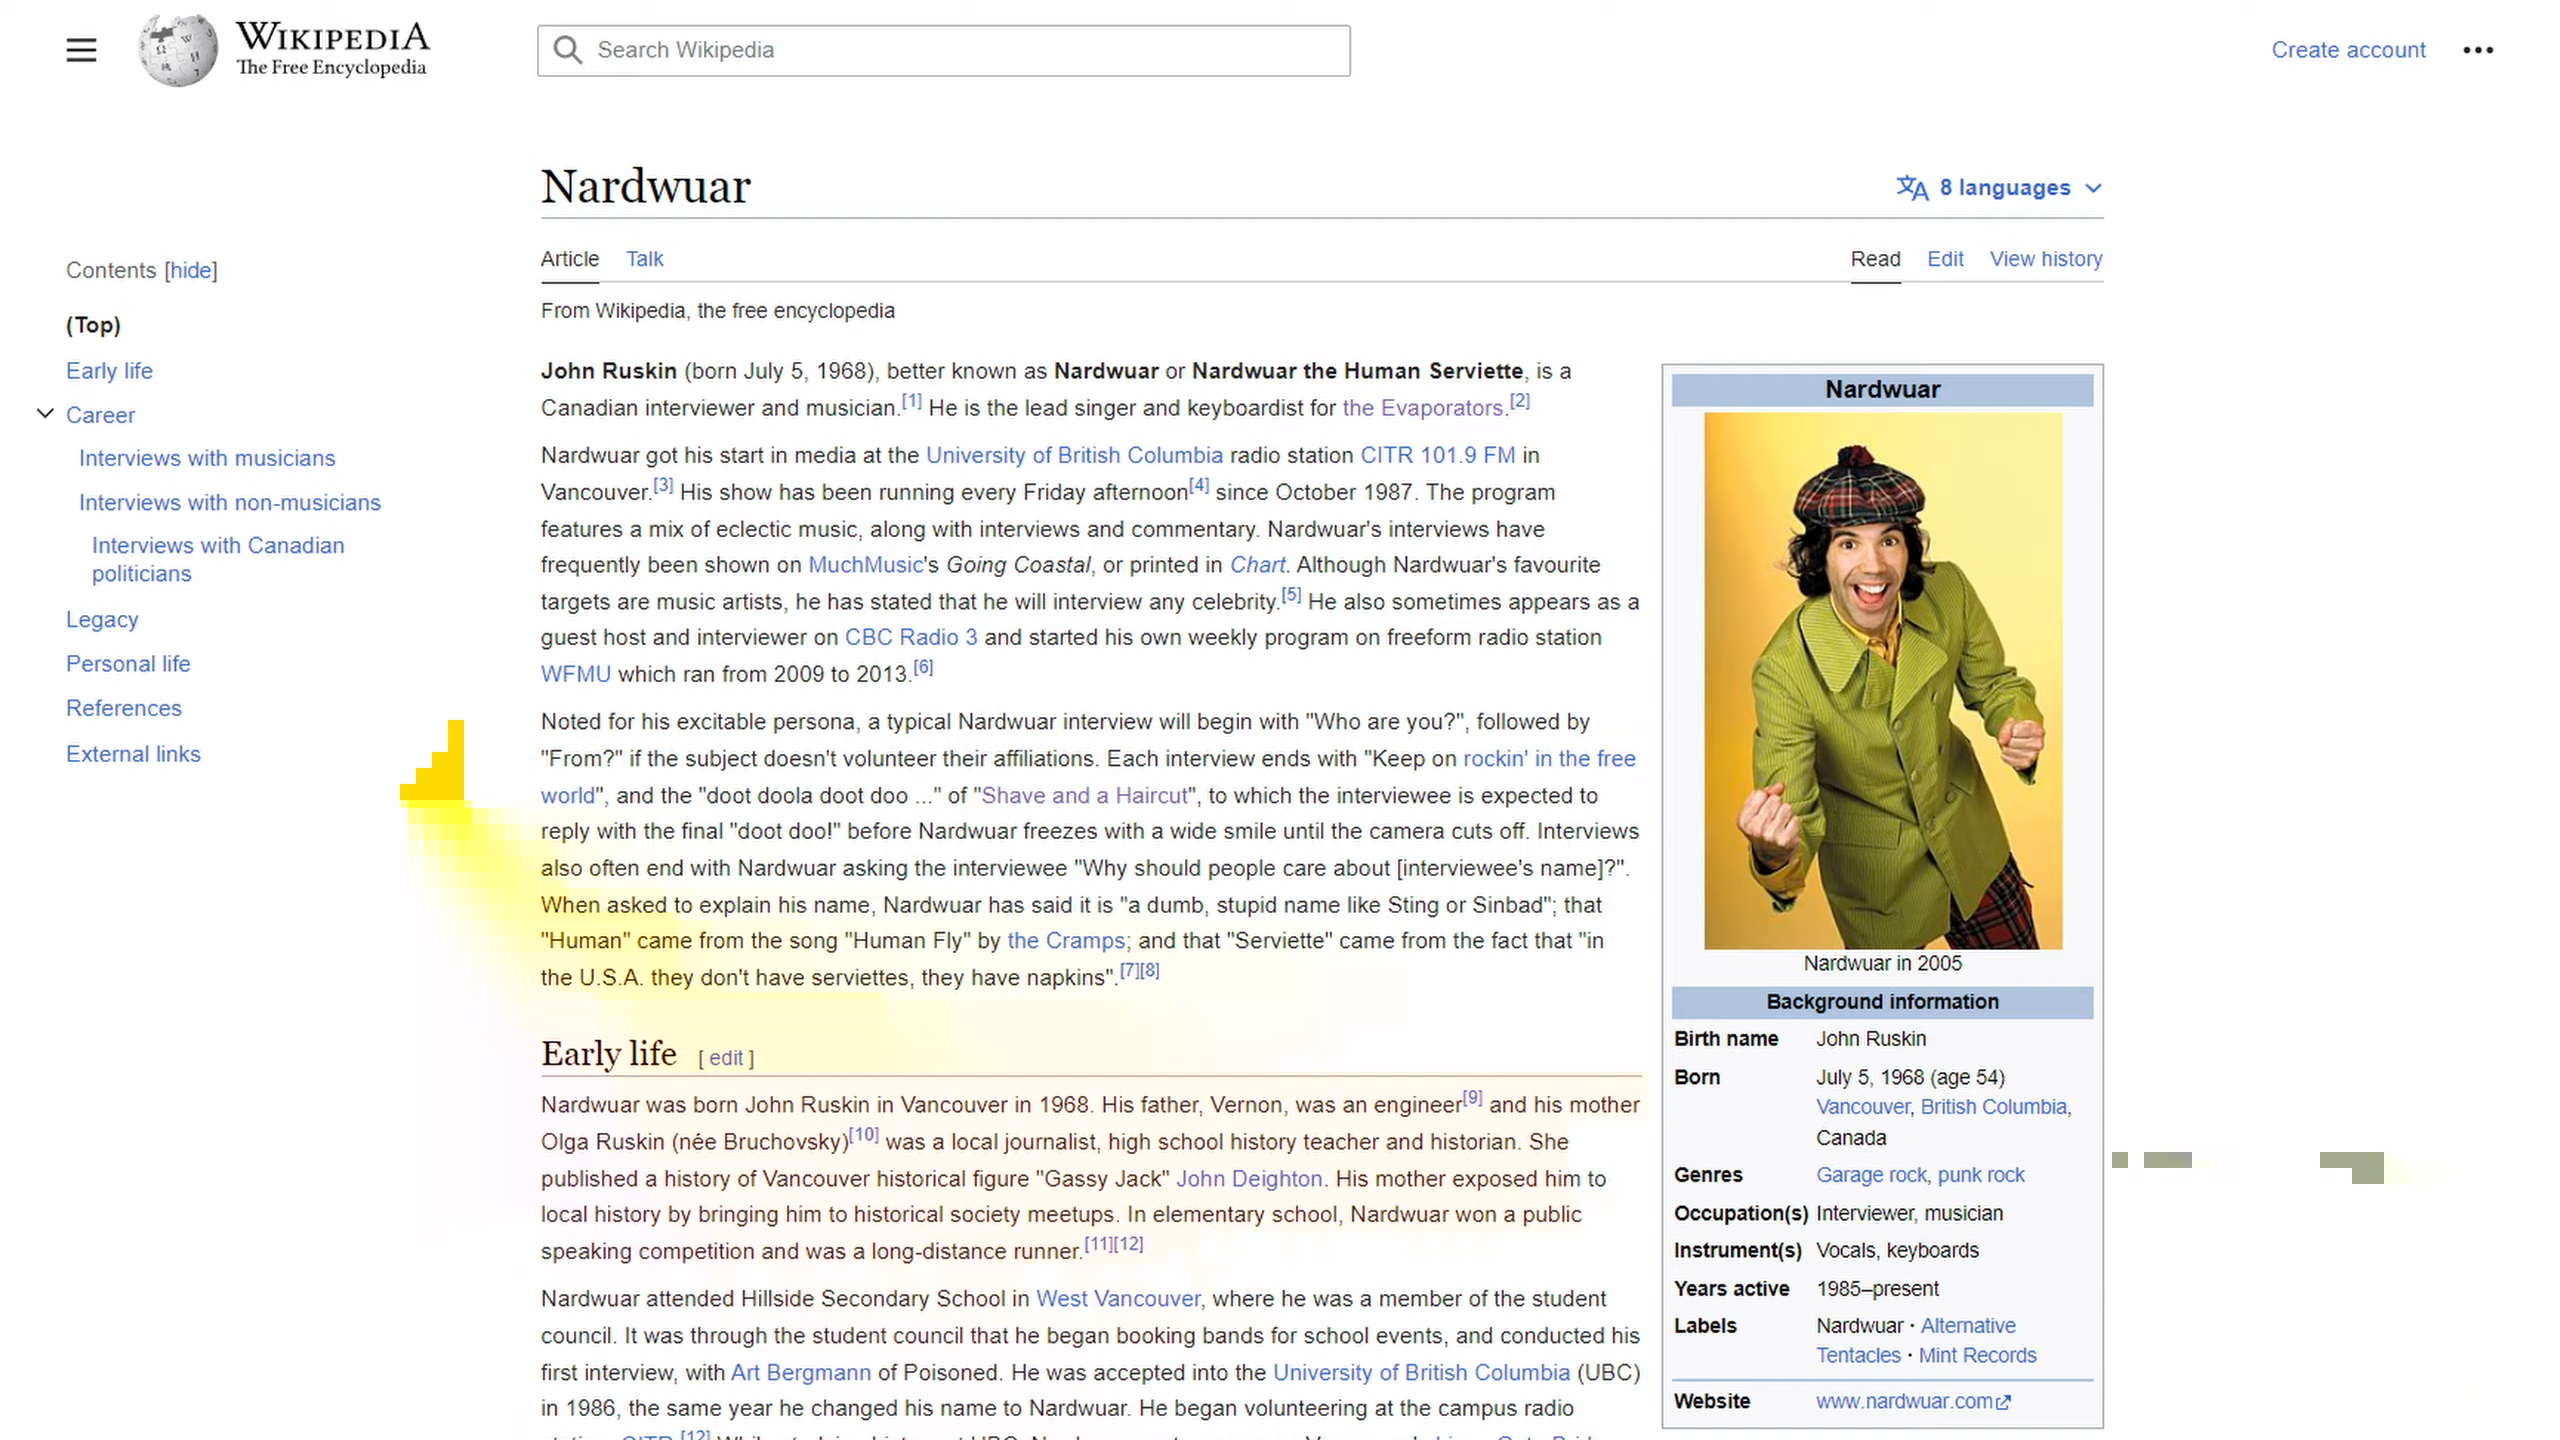 WIKIPEDIA
The Free Encyclopedia
Search Wikipedia
Create account
Nardwuar
8 languages
Article Talk
Read Edit View history
From Wikipedia, the free encyclopedia
Contents [hide]
(Top)
Early life
Career
Interviews with musicians
Interviews with non-musicians
Interviews with Canadian
politicians
Legacy
Personal life
References
External links
John Ruskin (born July 5, 1968), better known as Nardwuar or Nardwuar the Human Serviette, is a
Canadian interviewer and musician.[1] He is the lead singer and keyboardist for the Evaporators.[2]
Nardwuar got his start in media at the University of British Columbia radio station CITR 101.9 FM in
Vancouver.[3] His show has been running every Friday afternoon[4] since October 1987. The program
features a mix of eclectic music, along with interviews and commentary. Nardwuar's interviews have
frequently been shown on MuchMusic's Going Coastal, or printed in Chart. Although Nardwuar's favourite
targets are music artists, he has stated that he will interview any celebrity.[5] He also sometimes appears as a
guest host and interviewer on CBC Radio 3 and started his own weekly program on freeform radio station
WFMU which ran from 2009 to 2013.[6]
Noted for his excitable persona, a typical Nardwuar interview will begin with "Who are you?", followed by
"From?" if the subject doesn't volunteer their affiliations. Each interview ends with "Keep on rockin' in the free
world", and the "doot doola doot doo ..." of "Shave and a Haircut", to which the interviewee is expected to
reply with the final "doot doo!" before Nardwuar freezes with a wide smile until the camera cuts off. Interviews
also often end with Nardwuar asking the interviewee "Why should people care about [interviewee's name]?".
When asked to explain his name, Nardwuar has said it is "a dumb, stupid name like Sting or Sinbad"; that
"Human" came from the song "Human Fly" by the Cramps; and that "Serviette" came from the fact that "in
the U.S.A. they don't have serviettes, they have napkins".[7][8]
Early life [ edit ]
Nardwuar was born John Ruskin in Vancouver in 1968. His father, Vernon, was an engineer[9] and his mother
Olga Ruskin (née Bruchovsky)[10] was a local journalist, high school history teacher and historian. She
published a history of Vancouver historical figure "Gassy Jack" John Deighton. His mother exposed him to
local history by bringing him to historical society meetups. In elementary school, Nardwuar won a public
speaking competition and was a long-distance runner.[11][12]
Nardwuar attended Hillside Secondary School in West Vancouver, where he was a member of the student
council. It was through the student council that he began booking bands for school events, and conducted his
first interview, with Art Bergmann of Poisoned. He was accepted into the University of British Columbia (UBC)
in 1986, the same year he changed his name to Nardwuar. He began volunteering at the campus radio
Nardwuar
Nardwuar in 2005
Background information
Birth name John Ruskin
Born July 5, 1968 (age 54)
Vancouver, British Columbia,
Canada
Genres Garage rock, punk rock
Occupation(s) Interviewer, musician
Instrument(s) Vocals, keyboards
Years active 1985–present
Labels Nardwuar · Alternative
Tentacles · Mint Records
Website www.nardwuar.com